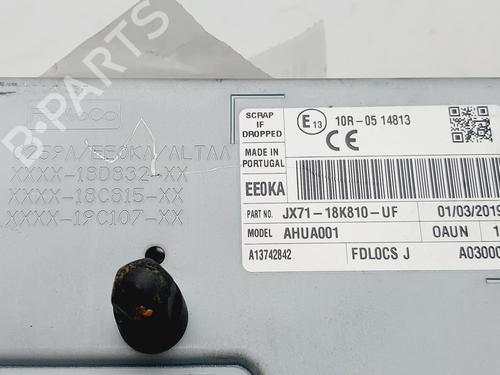 B-PARTS
XXXX-18D832-XX
XXXX-18C815-XX
XXXX-19C107-XX
SCRAP IF
DROPPED
E13
10R-05 14813
CE
MADE IN
PORTUGAL
EE0KA
PART NO. JX71-18K810-UF 01/03/2019
MODEL AHUA001 OAUN
A13742842 FDLOCS J A03000